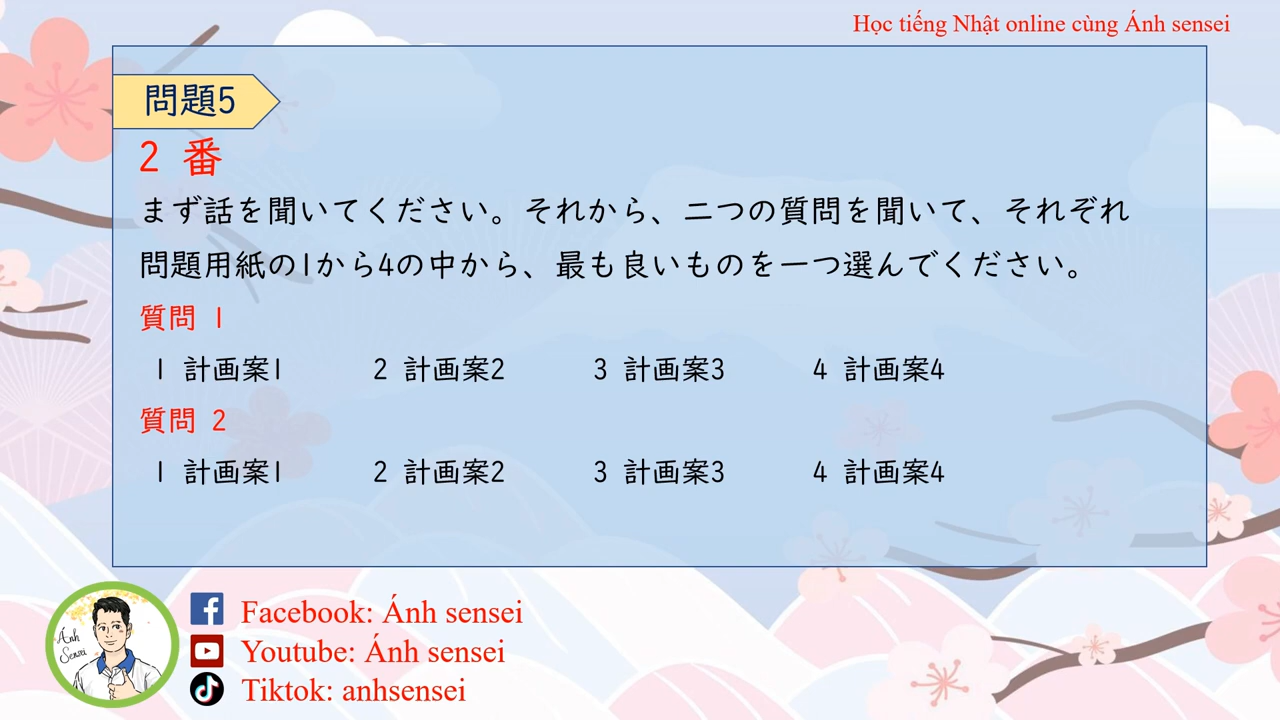 Học tiếng Nhật online cùng Ánh sensei
問題5
2 番
まず話を聞いてください。それから、二つの質問を聞いて、それぞれ
問題用紙の1から4の中から、最も良いものを一つ選んでください。
質問 1
1 計画案1 2 計画案2 3 計画案3 4 計画案4
質問 2
1 計画案1 2 計画案2 3 計画案3 4 計画案4
Ánh
Sensei
Facebook: Ánh sensei
Youtube: Ánh sensei
Tiktok: anhsensei